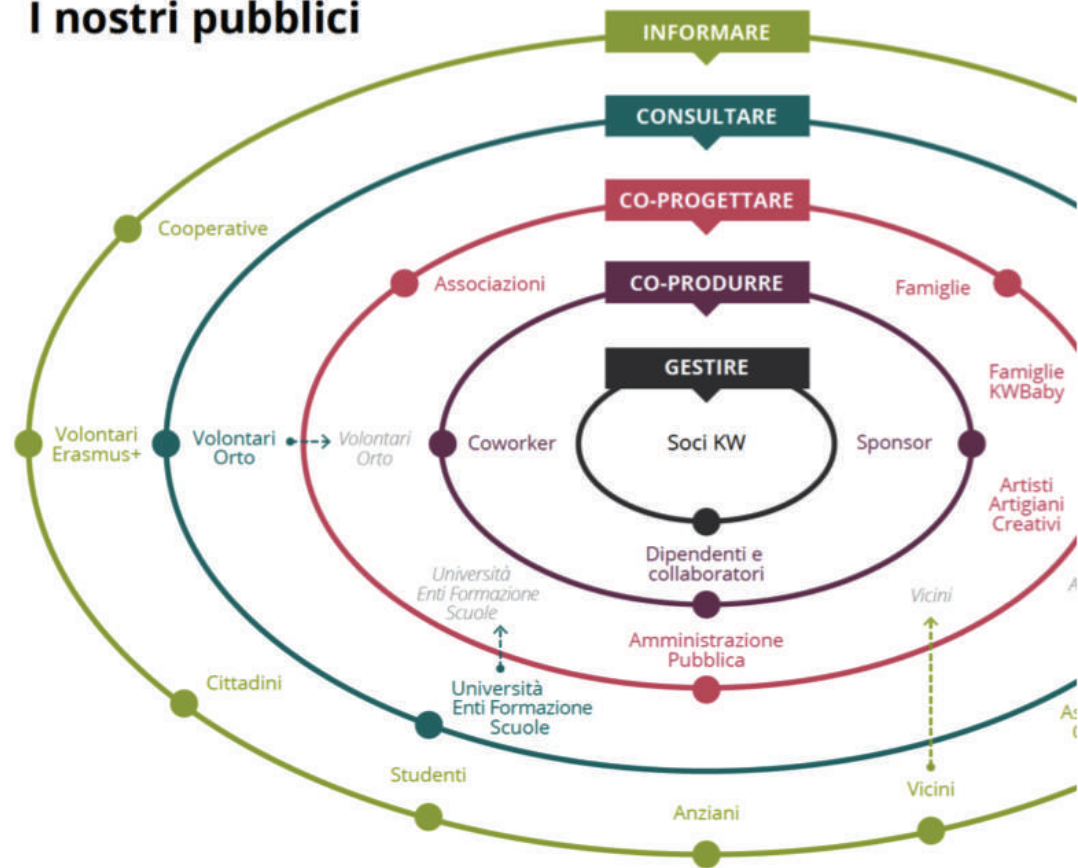 I nostri pubblici
INFORMARE
CONSULTARE
CO-PROGETTARE
CO-PRODURRE
GESTIRE
Cooperative
Associazioni
Famiglie
Famiglie
KWBaby
Volontari
Erasmus+
Volontari
Orto
Volontari
Orto
Coworker
Soci KW
Sponsor
Artisti
Artigiani
Creativi
Dipendenti e
collaboratori
Università
Enti Formazione
Scuole
Vicini
Amministrazione
Pubblica
Cittadini
Università
Enti Formazione
Scuole
Studenti
Anziani
Vicini